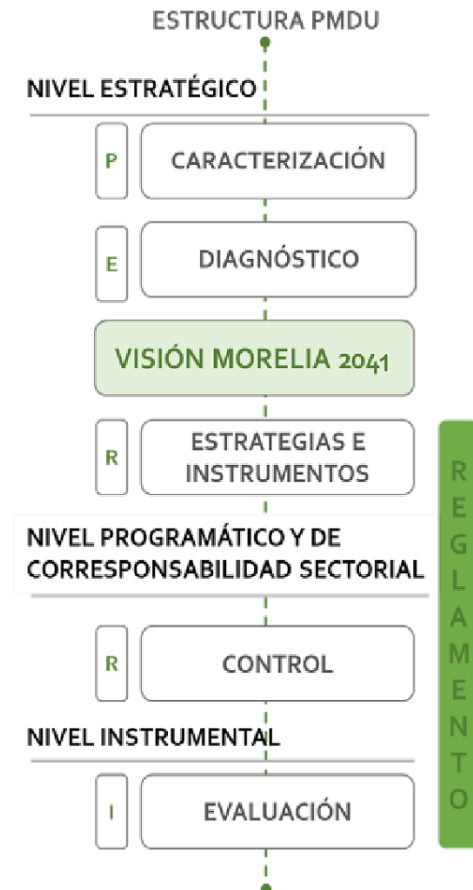 ESTRUCTURA PMDU
NIVEL ESTRATÉGICO
P CARACTERIZACIÓN
E DIAGNÓSTICO
VISIÓN MORELIA 2041
R ESTRATEGIAS E
INSTRUMENTOS
NIVEL PROGRAMÁTICO Y DE
CORRESPONSABILIDAD SECTORIAL
R CONTROL
NIVEL INSTRUMENTAL
I EVALUACIÓN
REGLAMENTO